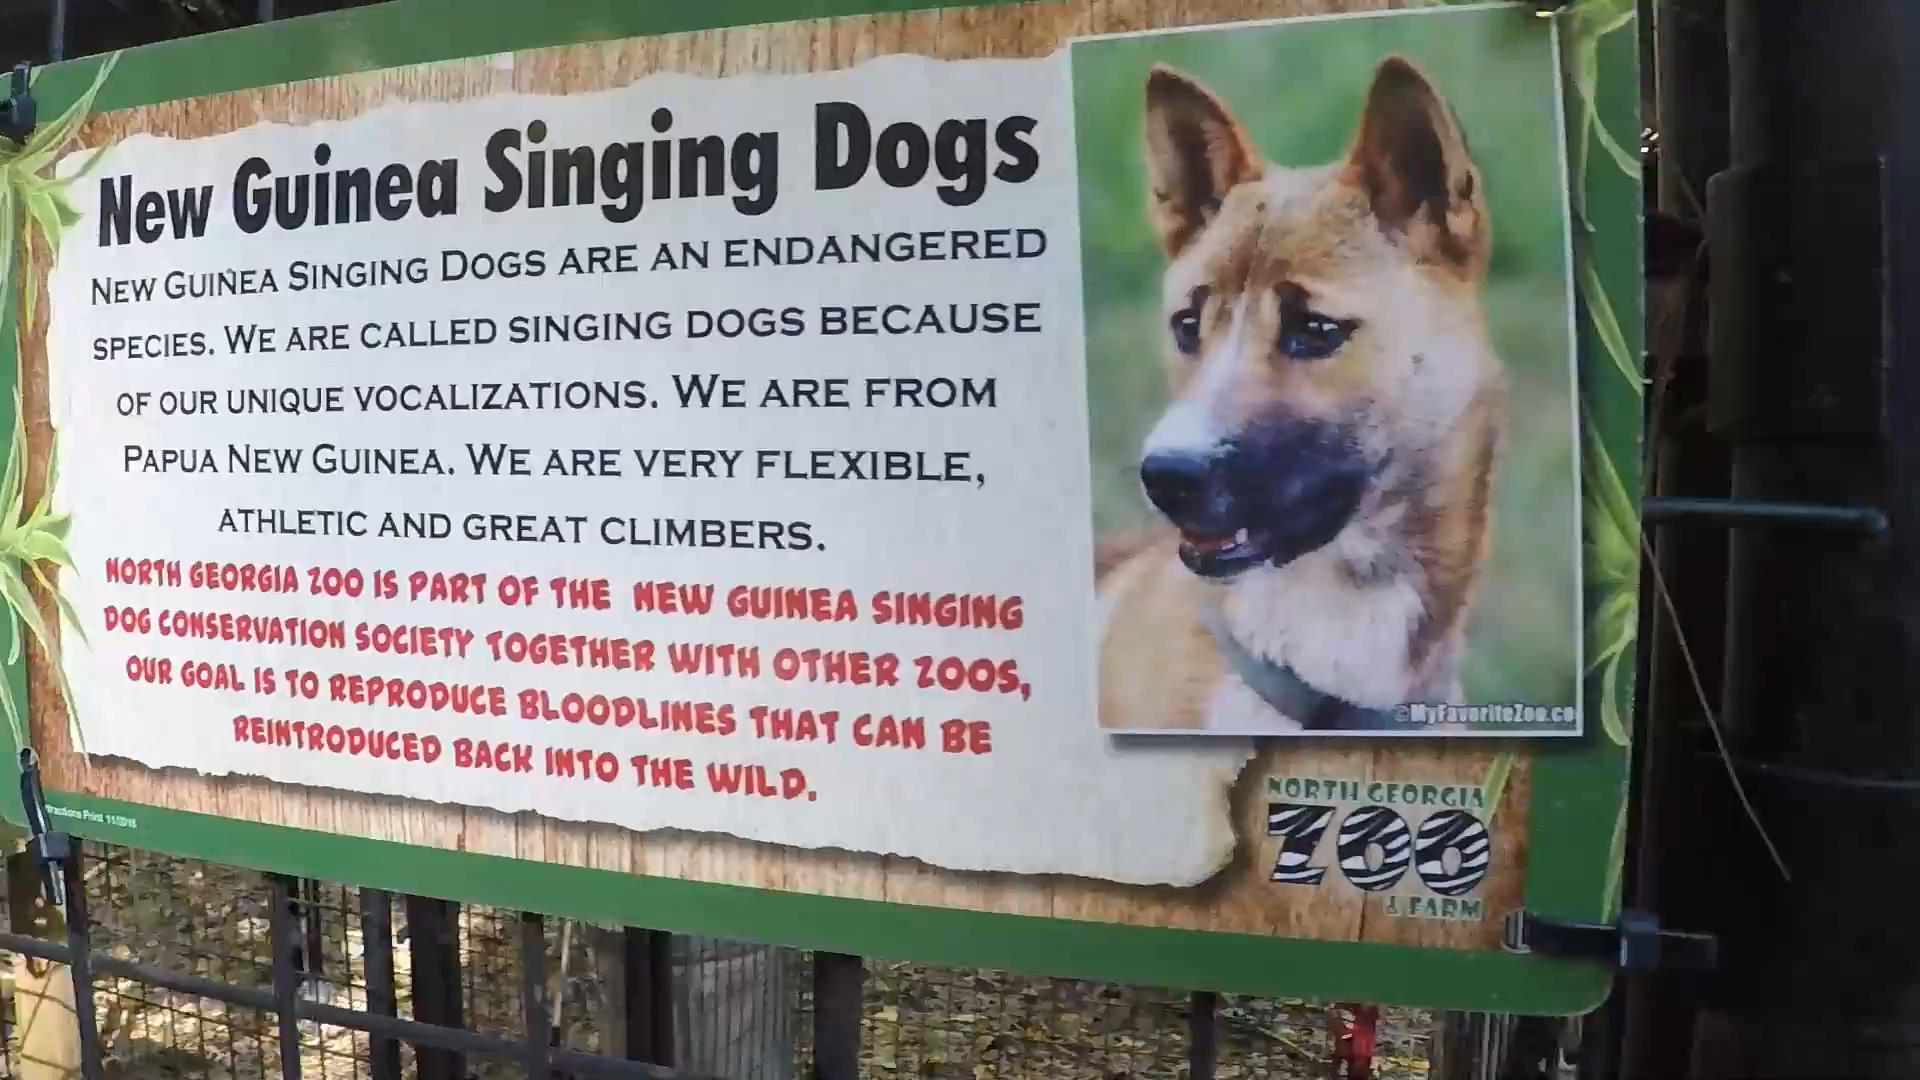 New Guinea Singing Dogs
NEW GUINEA SINGING DOGS ARE AN ENDANGERED
SPECIES. WE ARE CALLED SINGING DOGS BECAUSE
OF OUR UNIQUE VOCALIZATIONS. WE ARE FROM
PAPUA NEW GUINEA. WE ARE VERY FLEXIBLE,
ATHLETIC AND GREAT CLIMBERS.
NORTH GEORGIA ZOO IS PART OF THE NEW GUINEA SINGING
DOG CONSERVATION SOCIETY TOGETHER WITH OTHER ZOOS,
OUR GOAL IS TO REPRODUCE BLOODLINES THAT CAN BE
REINTRODUCED BACK INTO THE WILD.
©MyFavoriteZoo.co
NORTH GEORGIA
ZOO
& FARM
Print